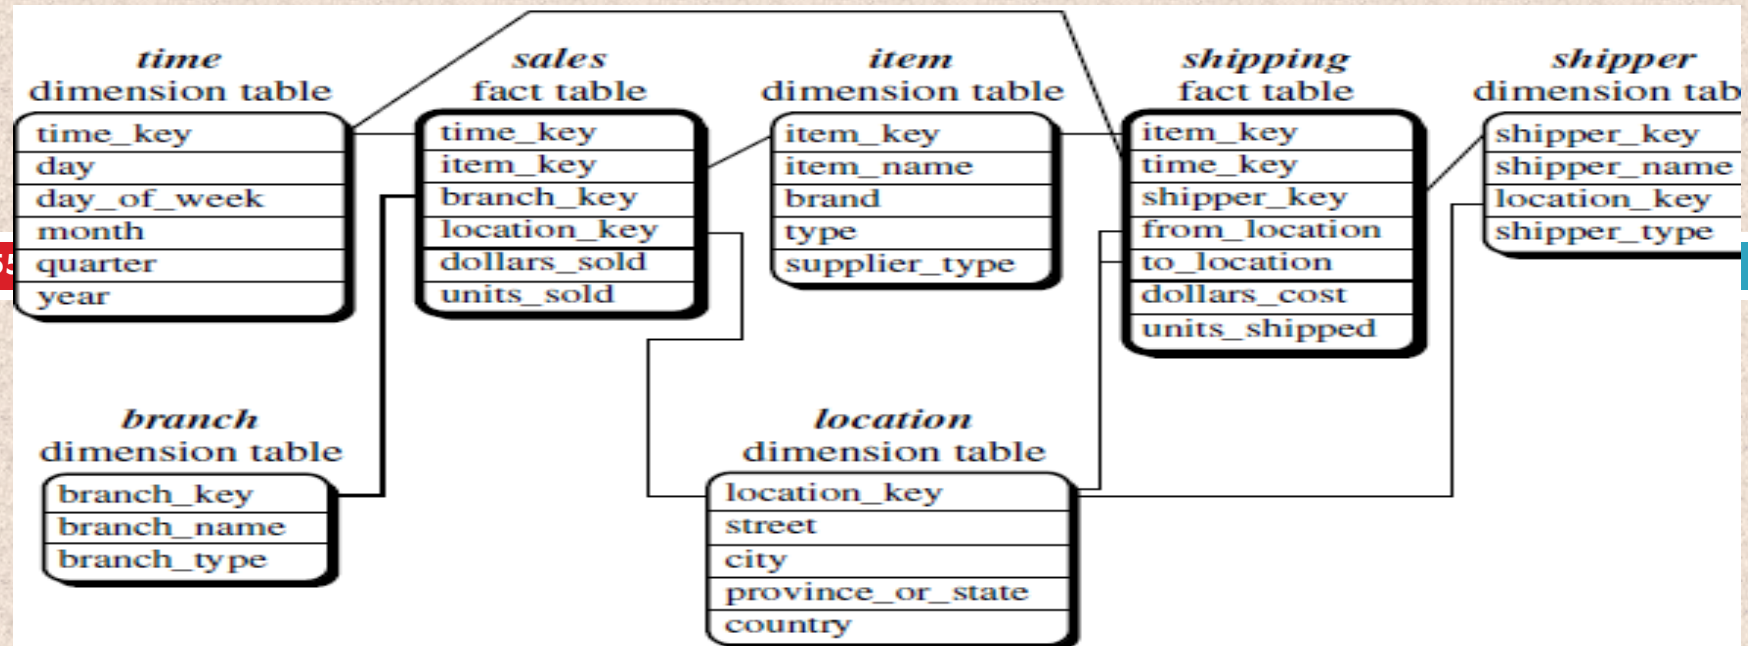 time
dimension table
time_key
day
day_of_week
month
quarter
year
sales
fact table
time_key
item_key
branch_key
location_key
dollars_sold
units_sold
item
dimension table
item_key
item_name
brand
type
supplier_type
shipping
fact table
item_key
time_key
shipper_key
from_location
to_location
dollars_cost
units_shipped
shipper
dimension tab
shipper_key
shipper_name
location_key
shipper_type
branch
dimension table
branch_key
branch_name
branch_type
location
dimension table
location_key
street
city
province_or_state
country